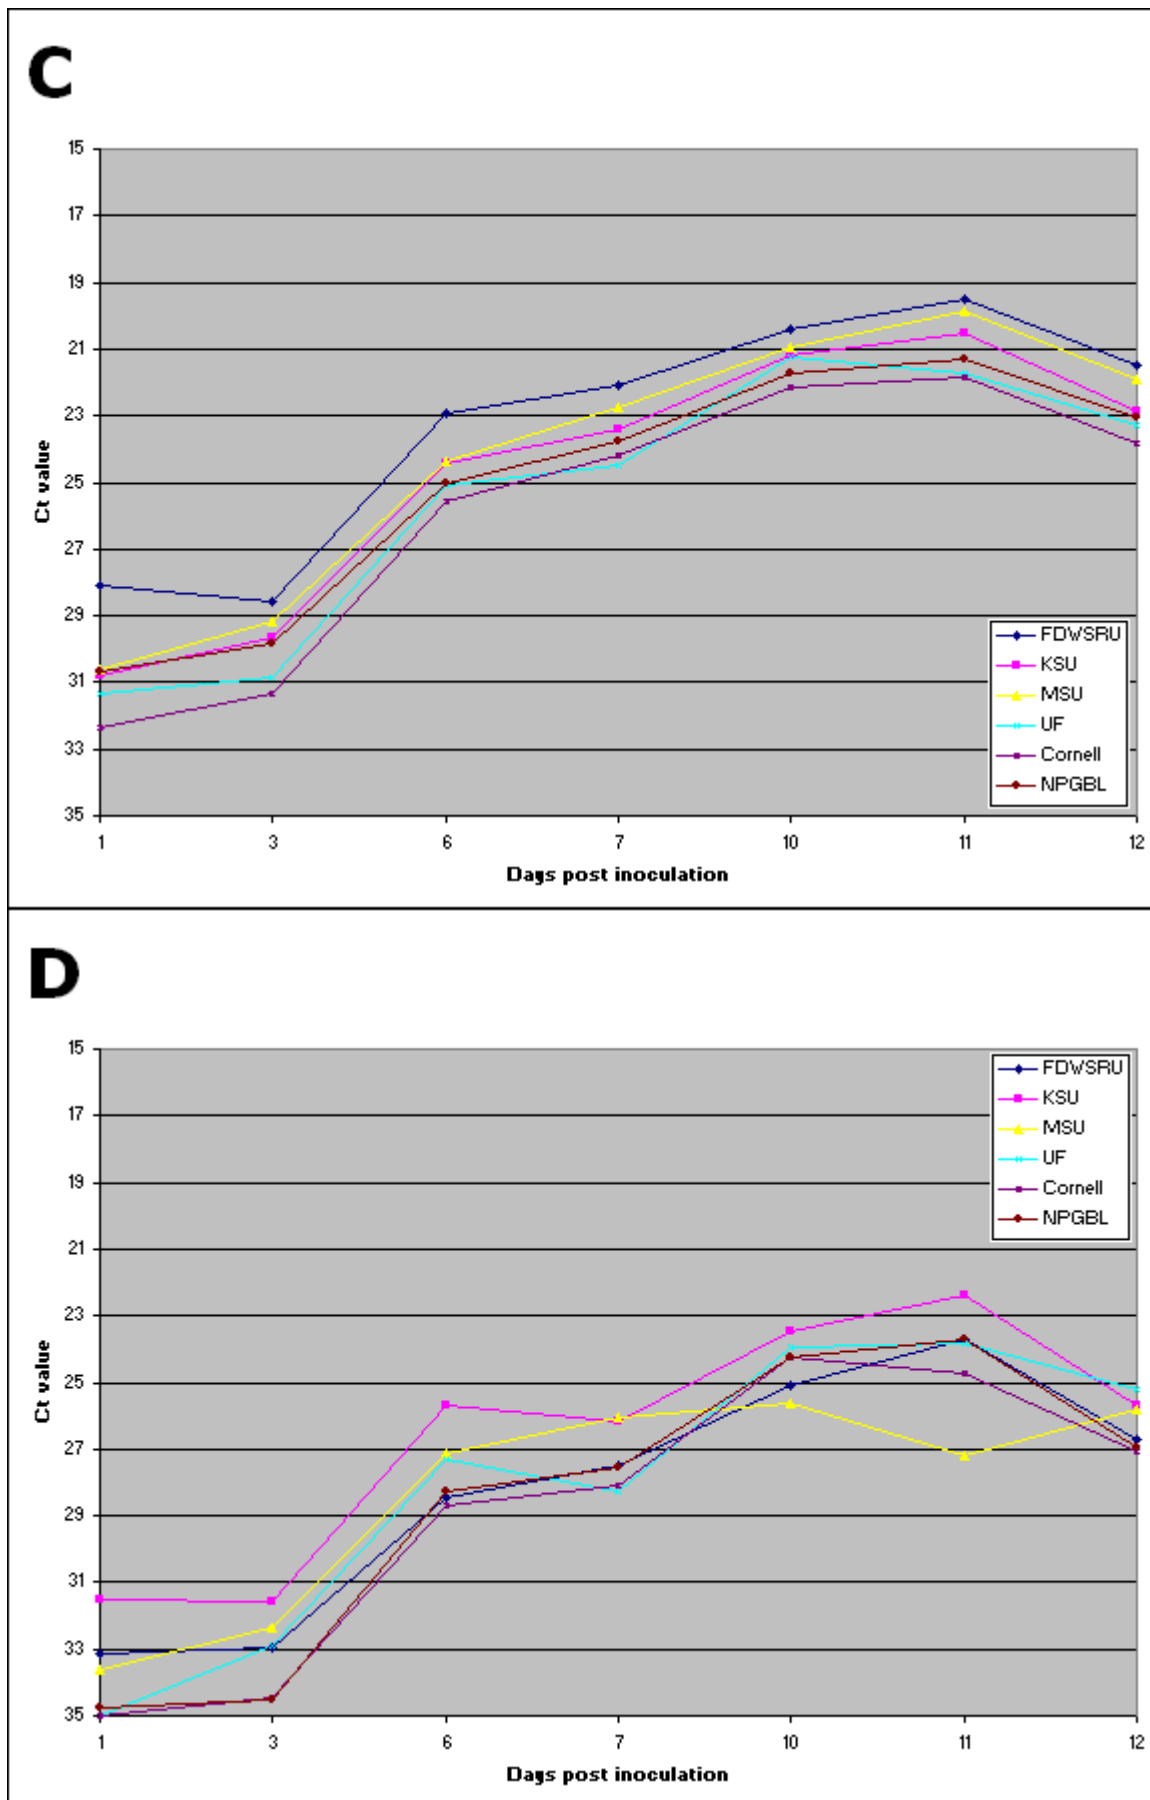 C
15
17
19
21
23
25
27
29
31
33
35
Ct value
FDWSRU
KSU
MSU
UF
Cornell
NPGBL
1 3 6 7 10 11 12
Days post inoculation
D
15
17
19
21
23
25
27
29
31
33
35
Ct value
FDWSRU
KSU
MSU
UF
Cornell
NPGBL
1 3 6 7 10 11 12
Days post inoculation